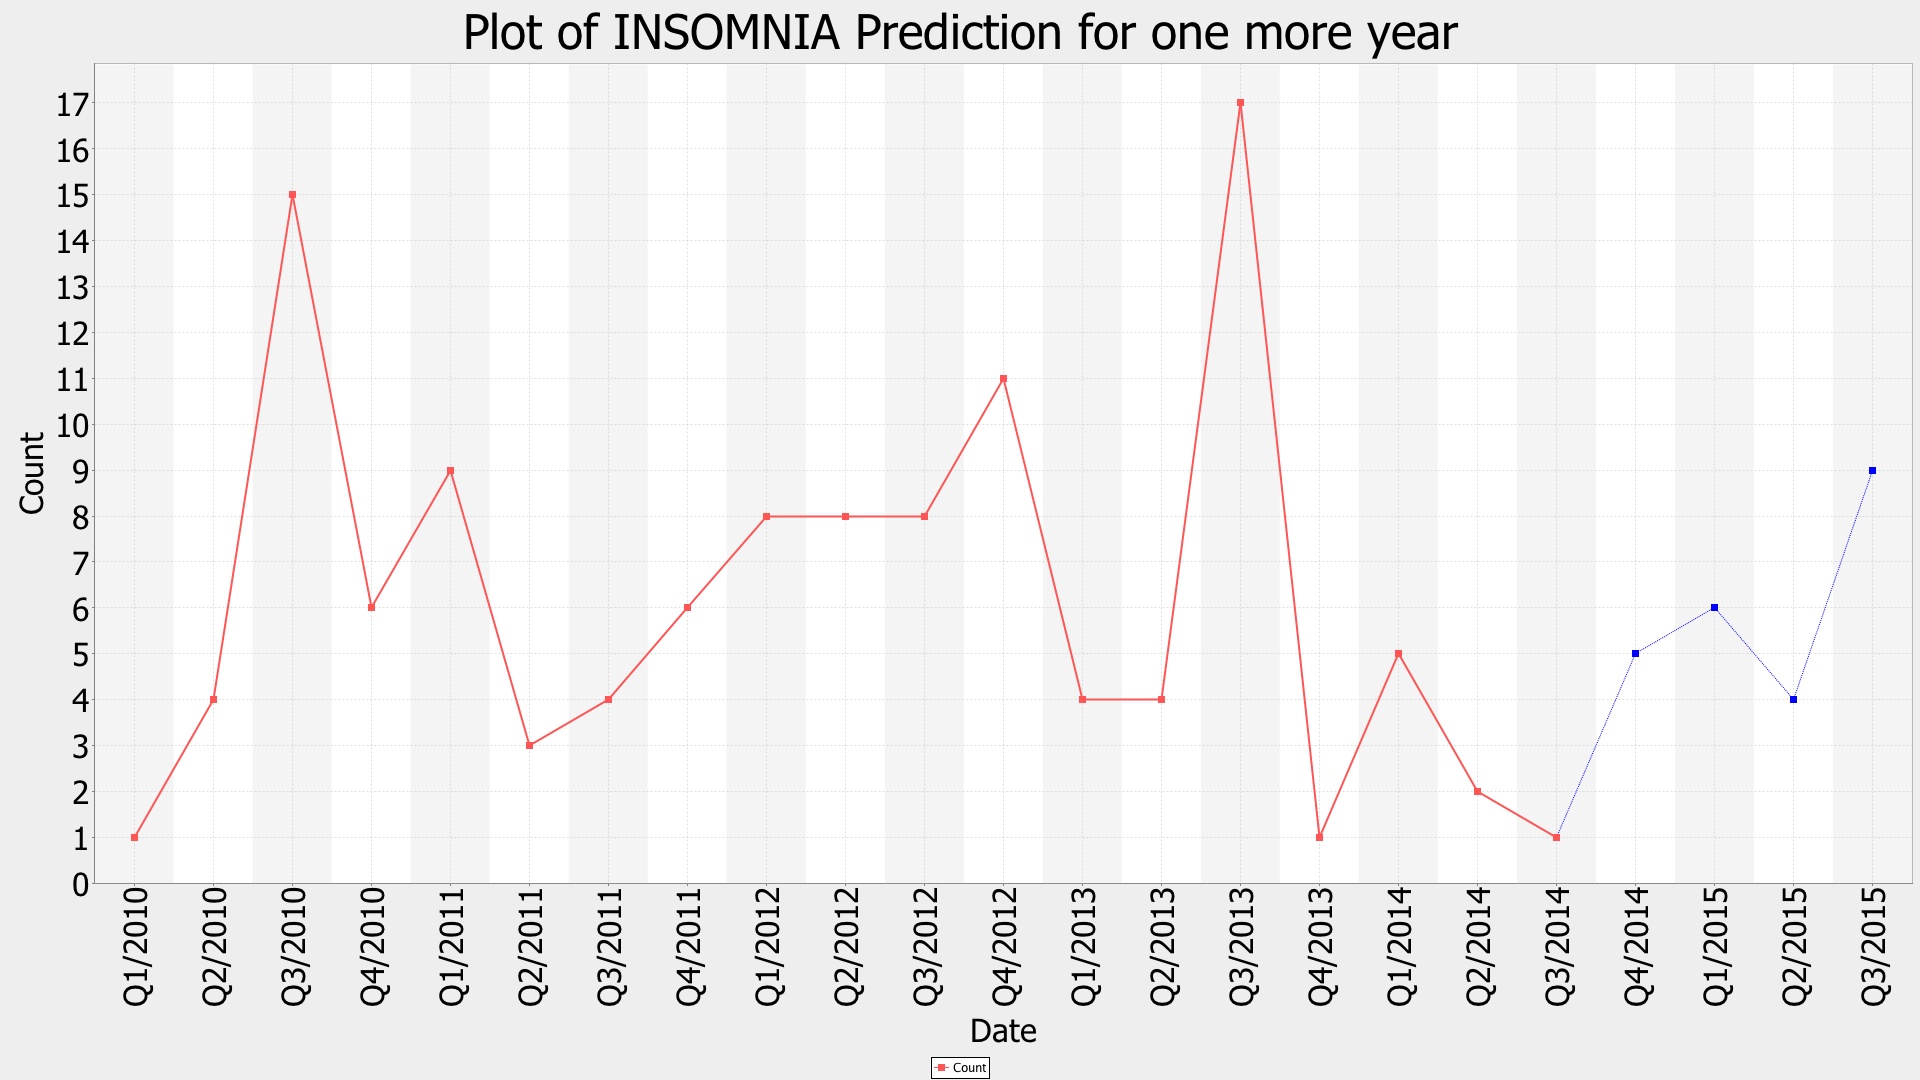 Plot of INSOMNIA Prediction for one more year
Count
17
16
15
14
13
12
11
10
9
8
7
6
5
4
3
2
1
0
Q1/2010
Q2/2010
Q3/2010
Q4/2010
Q1/2011
Q2/2011
Q3/2011
Q4/2011
Q1/2012
Q2/2012
Q3/2012
Q4/2012
Q1/2013
Q2/2013
Q3/2013
Q4/2013
Q1/2014
Q2/2014
Q3/2014
Q4/2014
Q1/2015
Q2/2015
Q3/2015
Date
Count